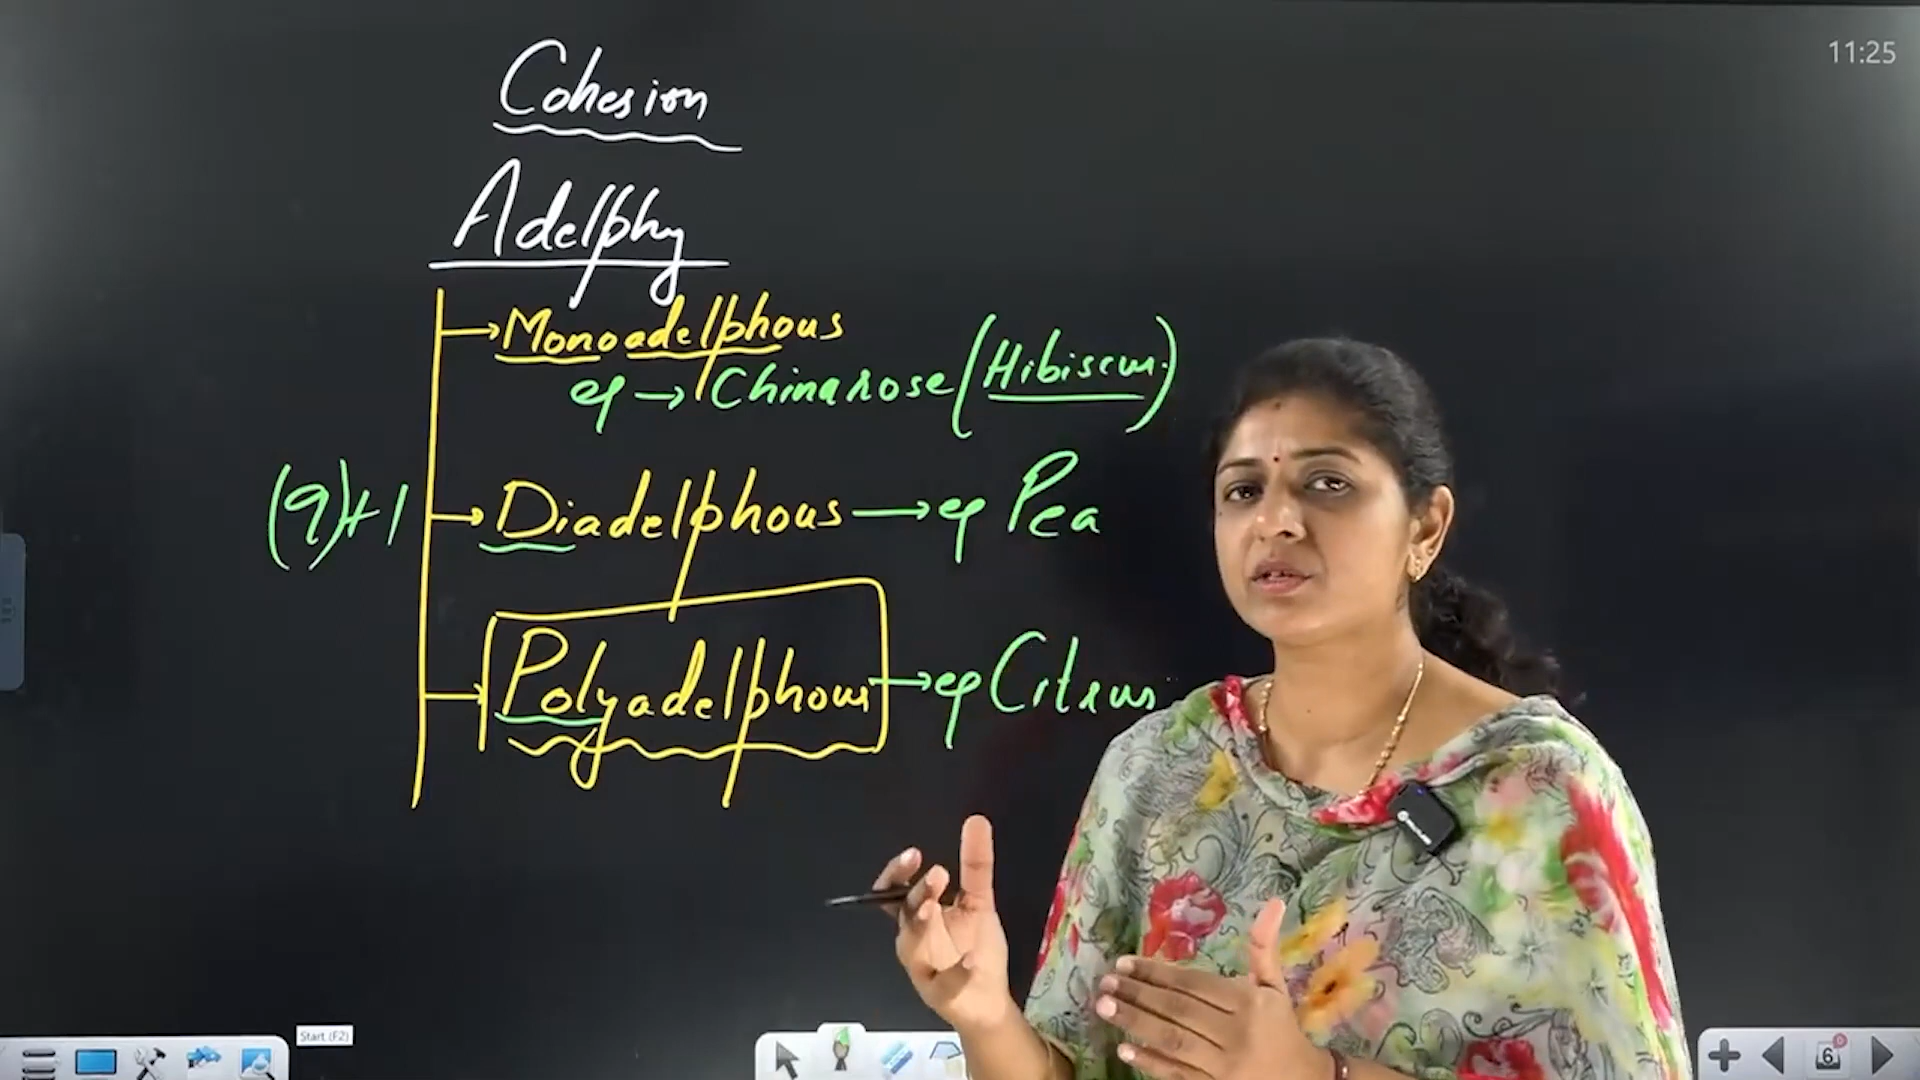 11:25
Cohesion
Adelphy
Monoadelphous
eg → Chinarose (Hibiscus)
(9)+1 Diadelphous → eg Pea
Polyadelphous → eg Citrus
Start (F2)
6